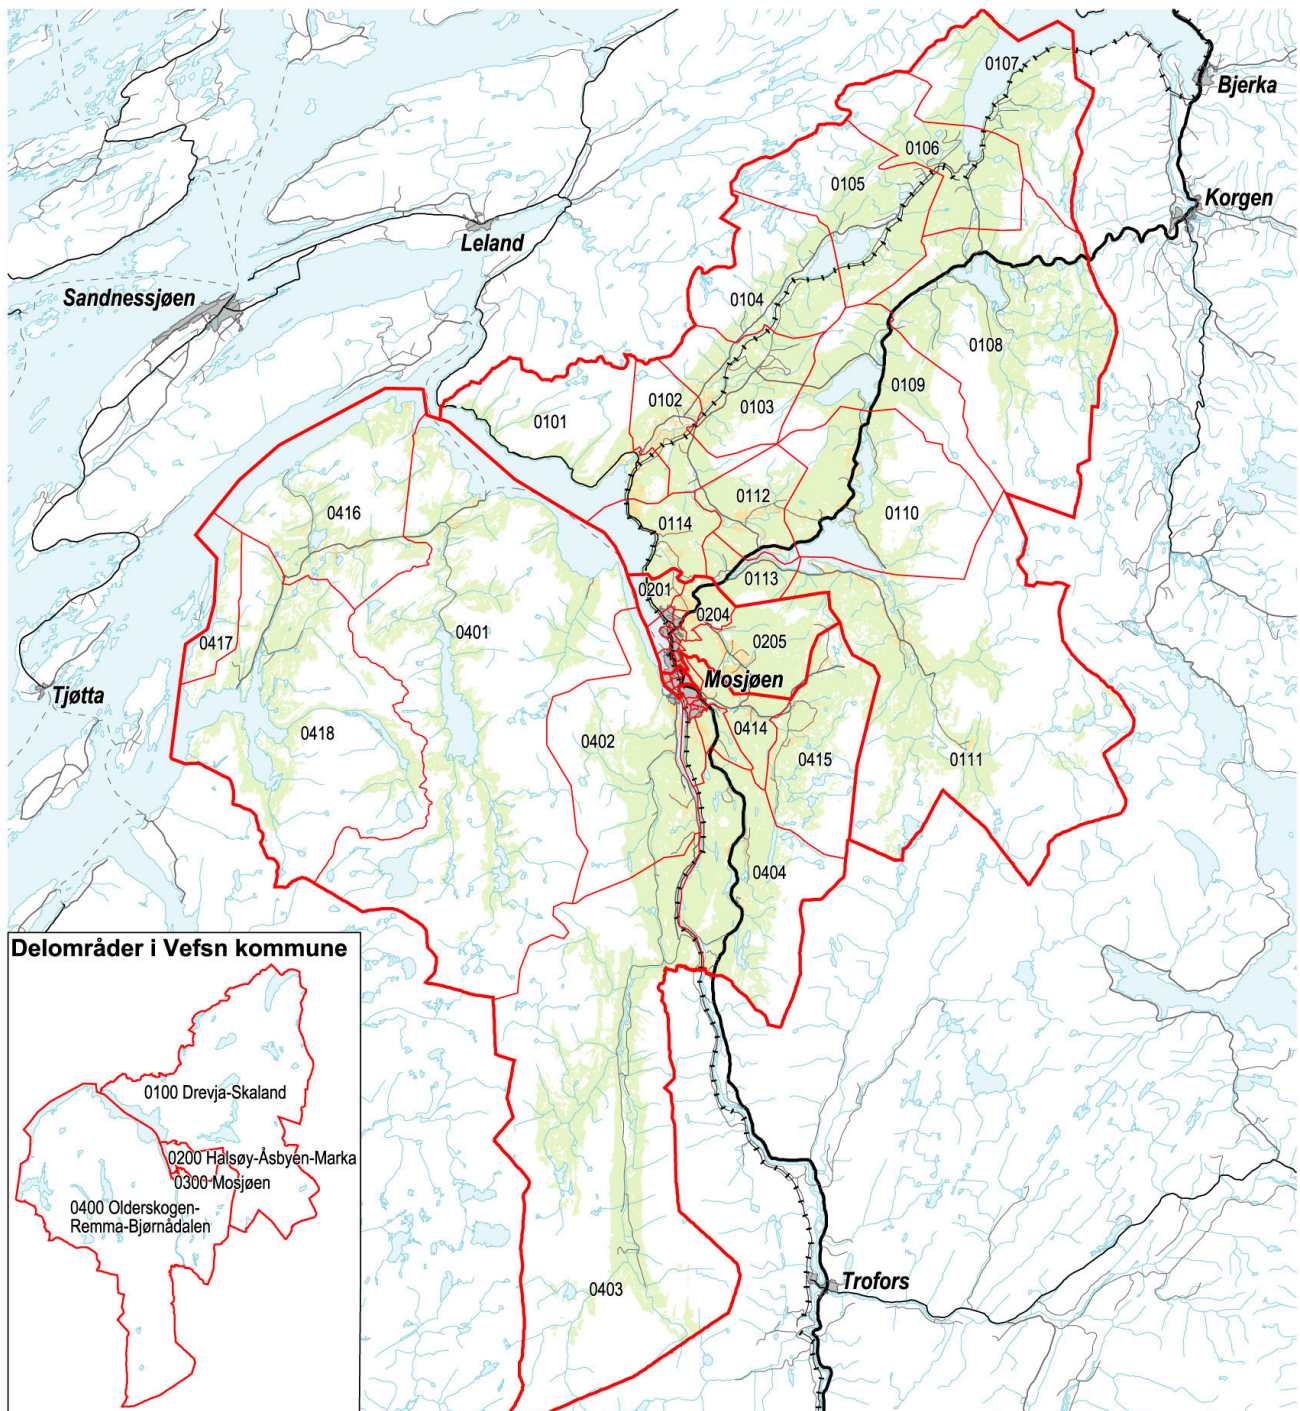 0107
Bjerka
0106
0105
Korgen
Leland
Sandnessjøen
0104
0108
0109
0102
0103
0101
0416
0112
0110
0114
0113
0201
0204
0417
0401
0205
Tjøtta
Mosjøen
0418
0402
0414
0415
0111
0404
Delområder i Vefsn kommune
0100 Drevja-Skaland
0200 Halsøy-Åsbyen-Marka
0300 Mosjøen
0400 Olderskogen-
Remma-Bjørnådalen
0403
Trofors